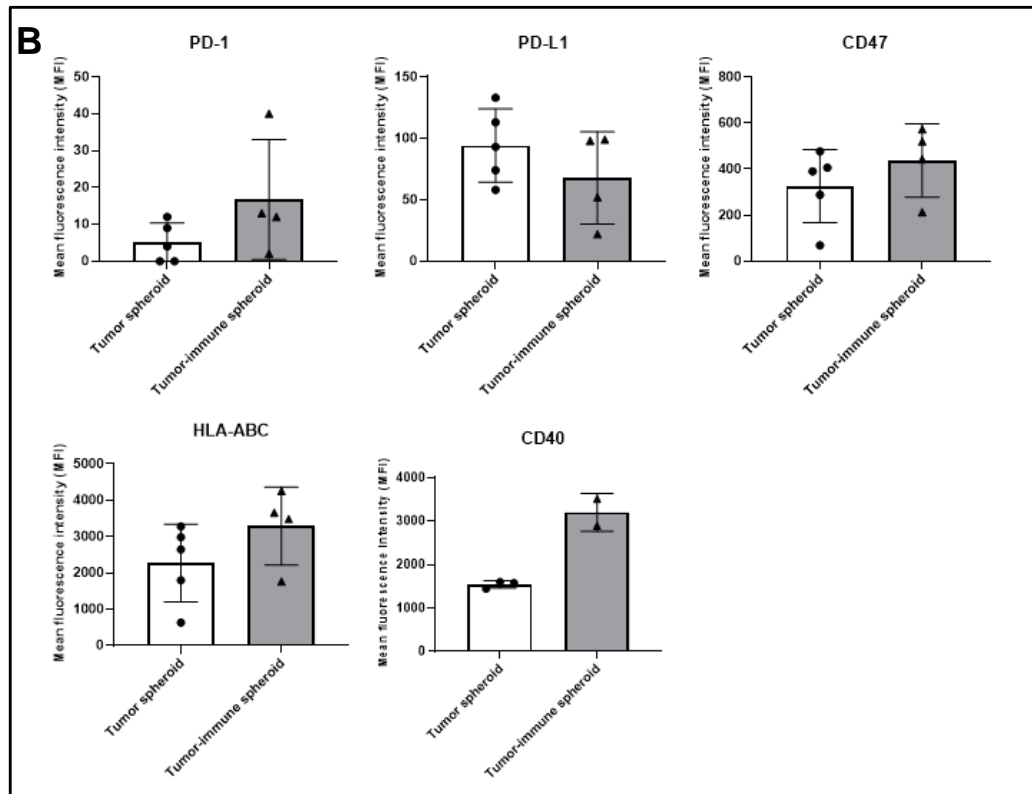 B
PD-1
Mean fluorescence intensity (MFI)
50
40
30
20
10
0
Tumor spheroid
Tumor-immune spheroid
PD-L1
Mean fluorescence intensity (MFI)
150
100
50
0
Tumor spheroid
Tumor-immune spheroid
CD47
Mean fluorescence intensity (MFI)
800
600
400
200
0
Tumor spheroid
Tumor-immune spheroid
HLA-ABC
Mean fluorescence intensity (MFI)
5000
4000
3000
2000
1000
0
Tumor spheroid
Tumor-immune spheroid
CD40
Mean fluorescence intensity (MFI)
4000
3000
2000
1000
0
Tumor spheroid
Tumor-immune spheroid